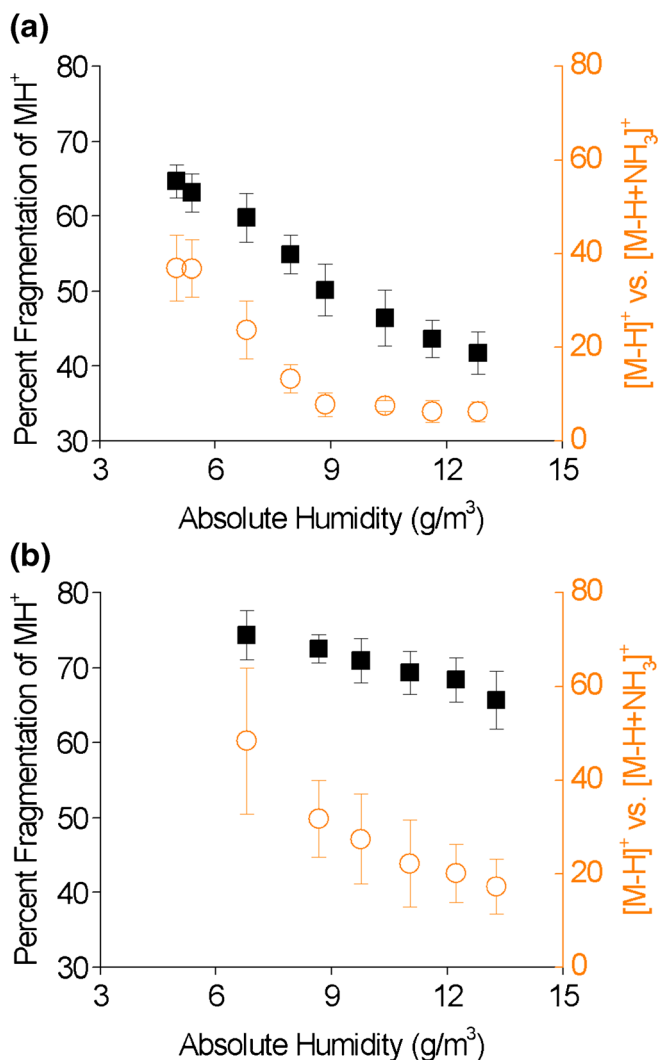 (a)
Percent Fragmentation of MH⁺
80
70
60
50
40
30
80
60
40
20
0
[M-H]⁺ vs. [M-H+NH₃]⁺
3 6 9 12 15
Absolute Humidity (g/m³)
(b)
Percent Fragmentation of MH⁺
80
70
60
50
40
30
80
60
40
20
0
[M-H]⁺ vs. [M-H+NH₃]⁺
3 6 9 12 15
Absolute Humidity (g/m³)